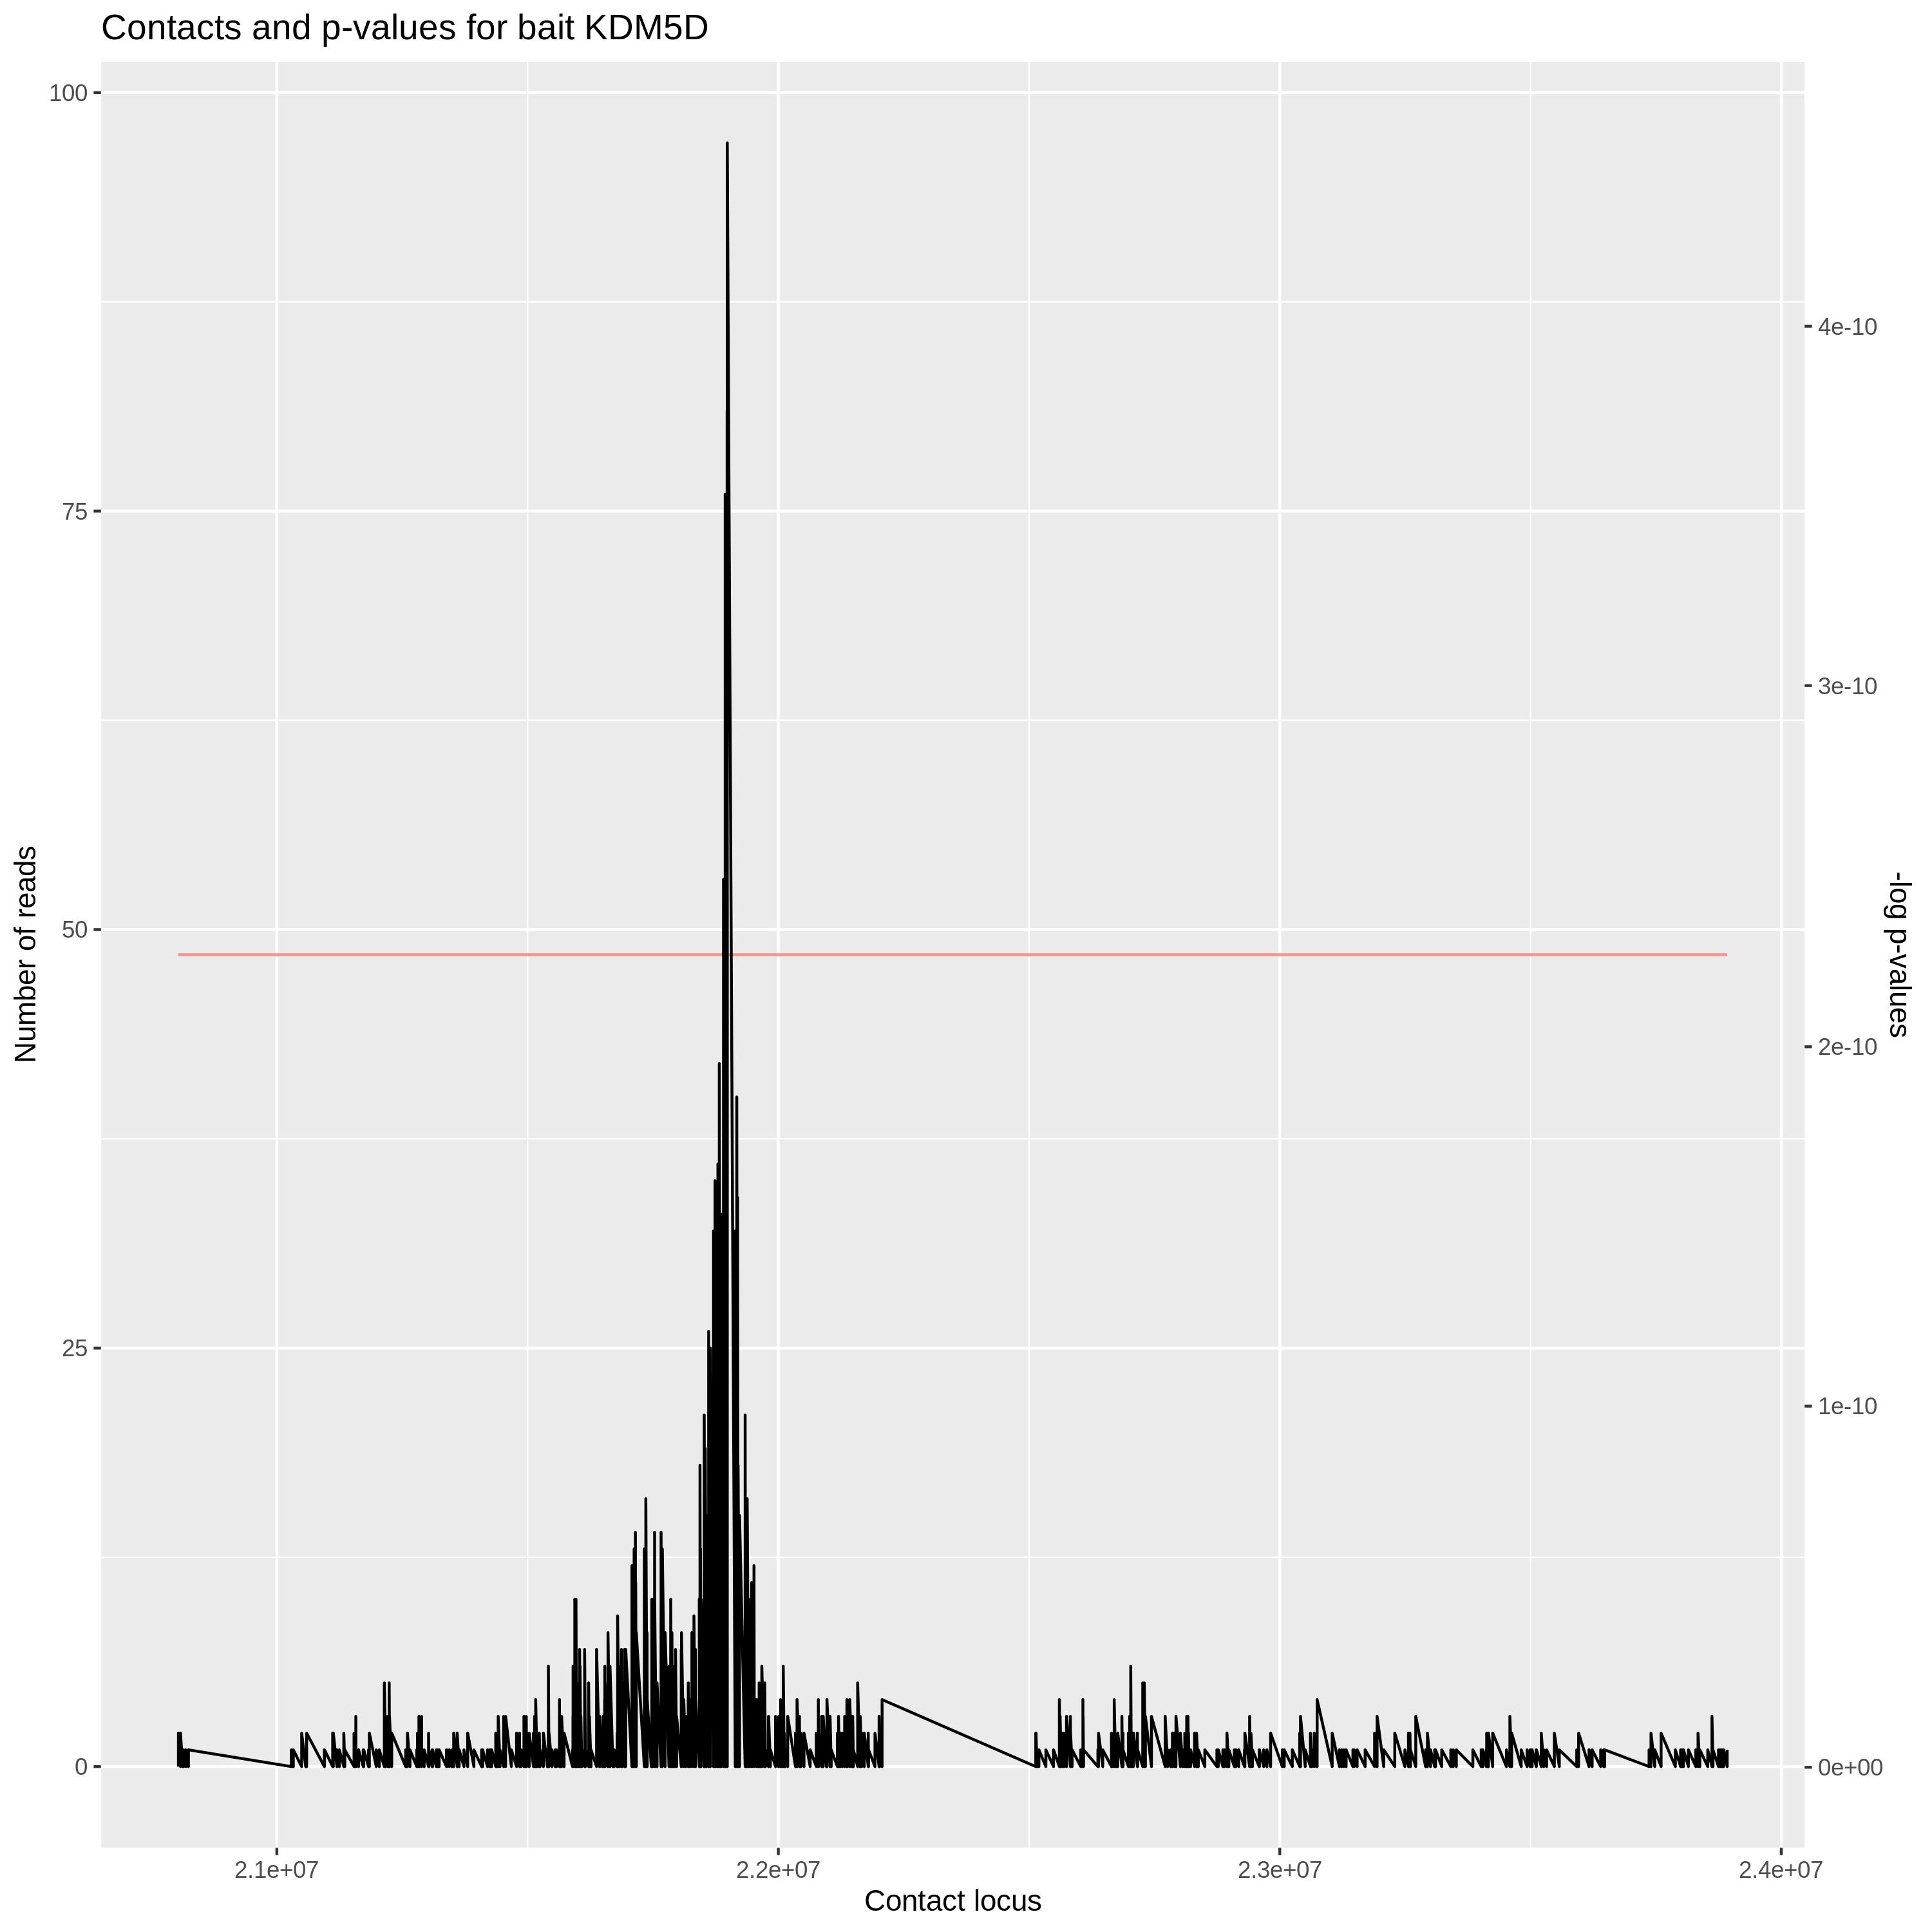 Contacts and p-values for bait KDM5D
100
75
50
25
0
Number of reads
4e-10
3e-10
2e-10
1e-10
0e+00
-log p-values
2.1e+07
2.2e+07
2.3e+07
2.4e+07
Contact locus